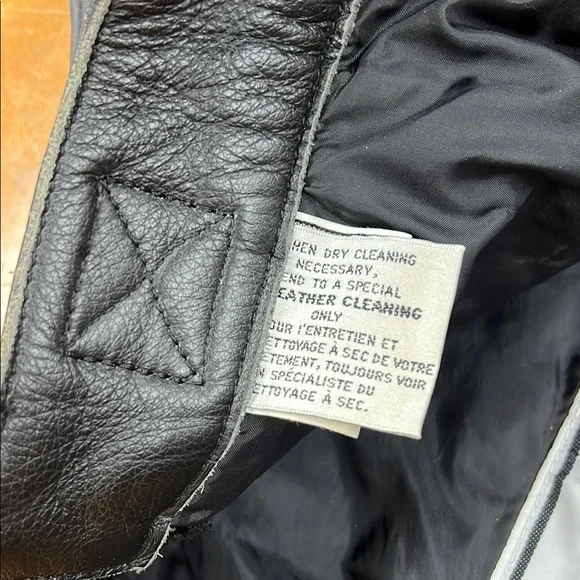 HEN DRY CLEANING
NECESSARY,
END TO A SPECIAL
EATHER CLEANING
ONLY
OUR l'ENTRETIEN ET
ETTOYAGE À SEC DE VOTRE
ÊTEMENT, TOUJOURS VOIR
N SPÉCIALISTE DU
ETTOYAGE À SEC.